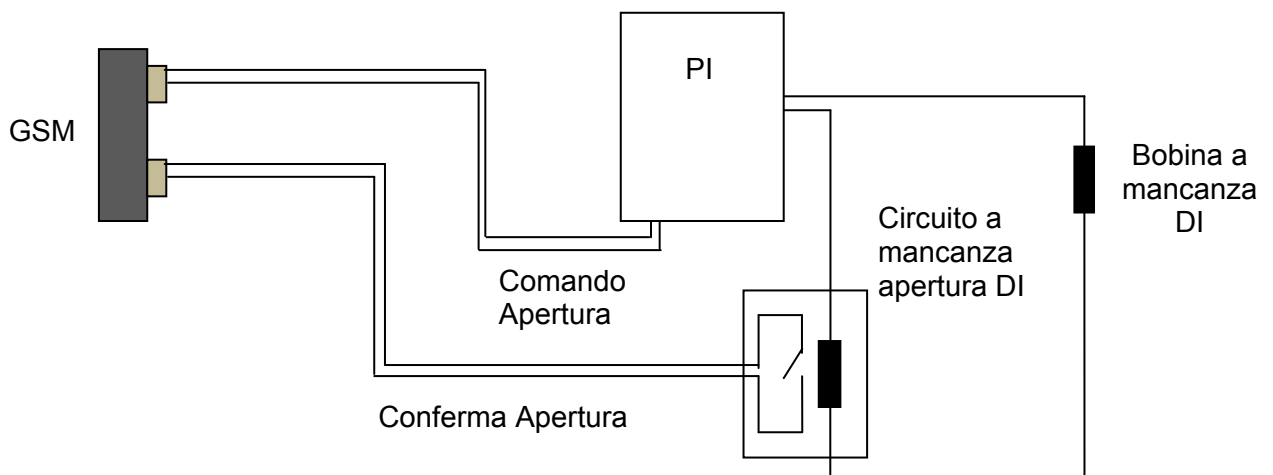 PI
GSM
Bobina a
mancanza
DI
Circuito a
mancanza
apertura DI
Comando
Apertura
Conferma Apertura